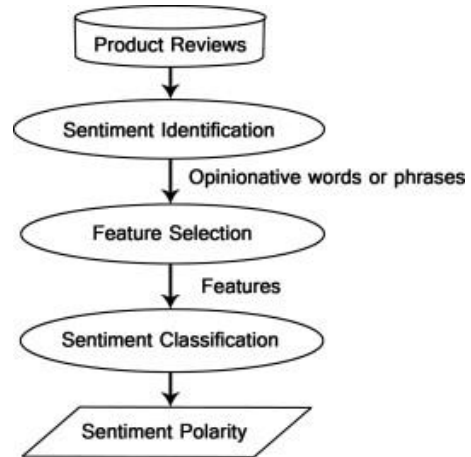 Product Reviews
Sentiment Identification
Opinionative words or phrases
Feature Selection
Features
Sentiment Classification
Sentiment Polarity